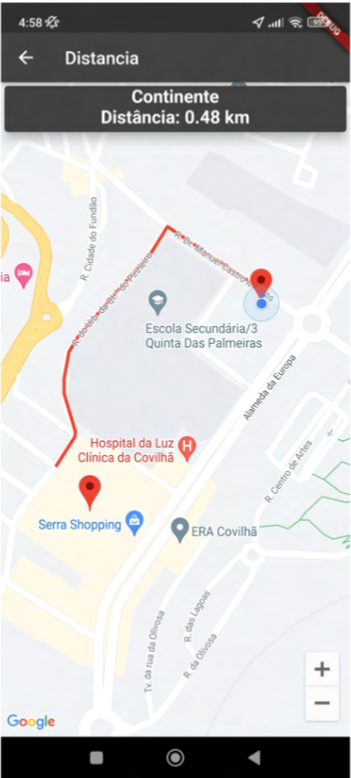 4:58
DEBUG
Distancia
Continente
Distância: 0.48 km
R. Cidade do Fundão
R. Dr. Manuel Castro
ia
Escola Secundária/3
Quinta Das Palmeiras
Alameda da Europa
Hospital da Luz
Clínica da Covilhã
R. Centro de Artes
Serra Shopping
ERA Covilhã
Tv. da rua da Olivosa
R. das Lagoas
R. da Olivosa
+
−
Google